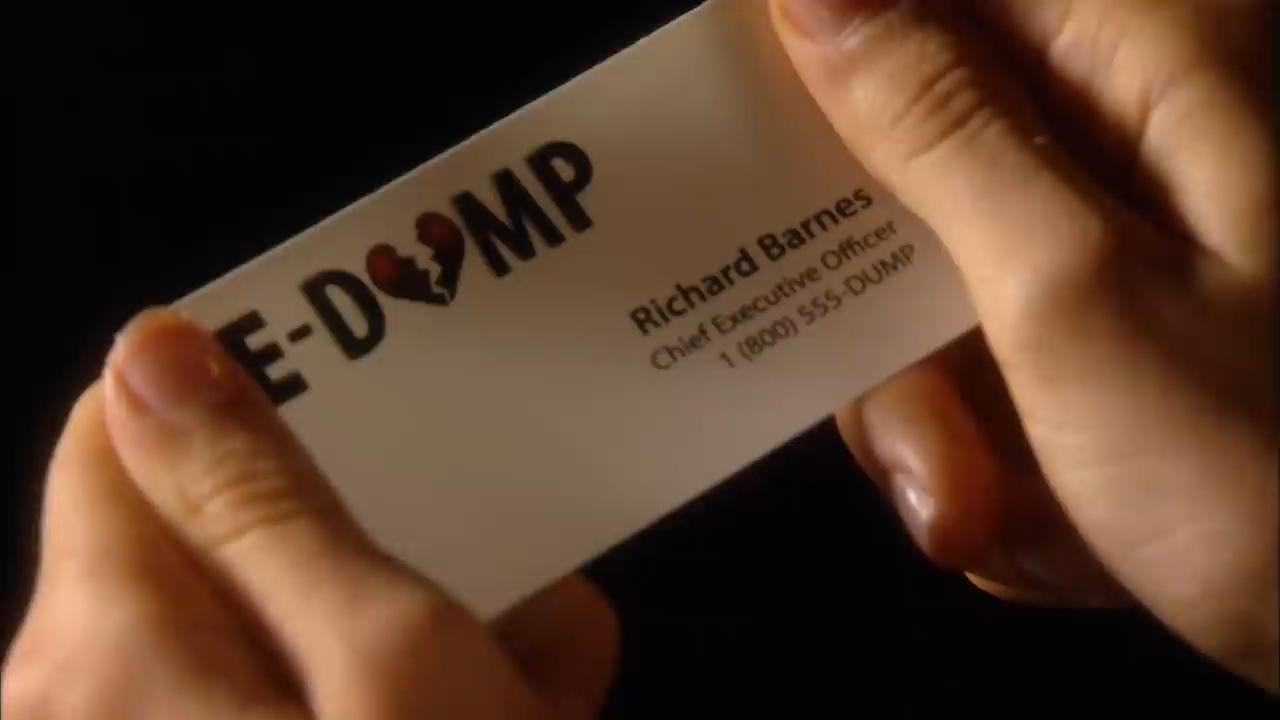 E-DUMP
Richard Barnes
Chief Executive Officer
1 (800) 555-DUMP